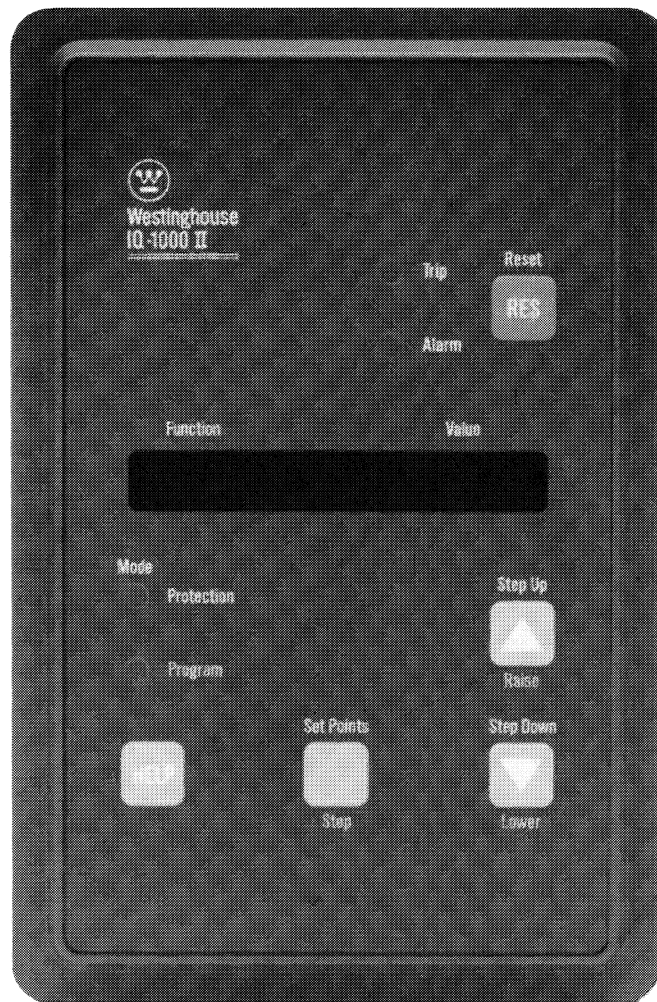 Westinghouse
IQ-1000 II
Reset
Trip
RES
Alarm
Function
Value
Mode
Protection
Step Up
Program
Raise
Set Points
Step Down
HELP
Step
Lower